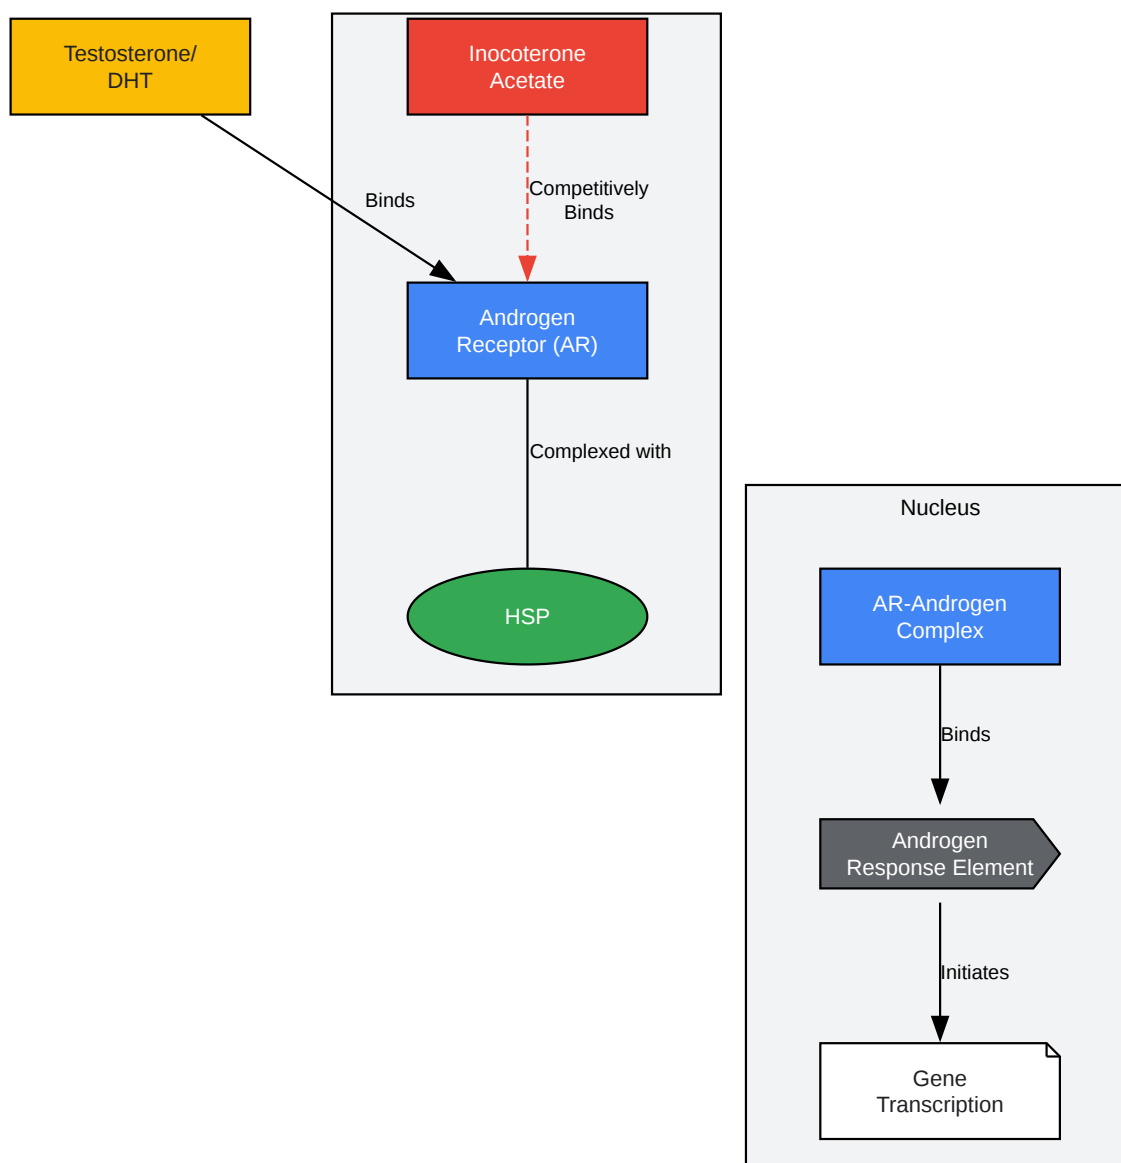 Testosterone/
DHT
Inocoterone
Acetate
Binds
Competitively
Binds
Androgen
Receptor (AR)
Complexed with
HSP
Nucleus
AR-Androgen
Complex
Binds
Androgen
Response Element
Initiates
Gene
Transcription